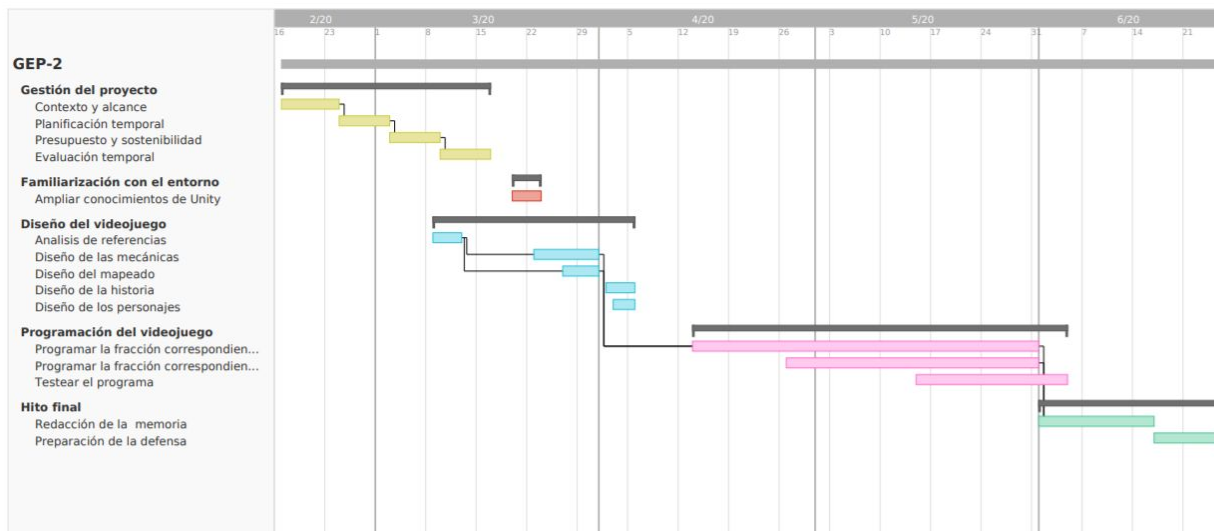 2/20 3/20 4/20 5/20 6/20
16 23 1 8 15 22 29 5 12 19 26 3 10 17 24 31 7 14 21
GEP-2
Gestión del proyecto
Contexto y alcance
Planificación temporal
Presupuesto y sostenibilidad
Evaluación temporal
Familiarización con el entorno
Ampliar conocimientos de Unity
Diseño del videojuego
Analisis de referencias
Diseño de las mecánicas
Diseño del mapeado
Diseño de la historia
Diseño de los personajes
Programación del videojuego
Programar la fracción correspondien...
Programar la fracción correspondien...
Testear el programa
Hito final
Redacción de la memoria
Preparación de la defensa